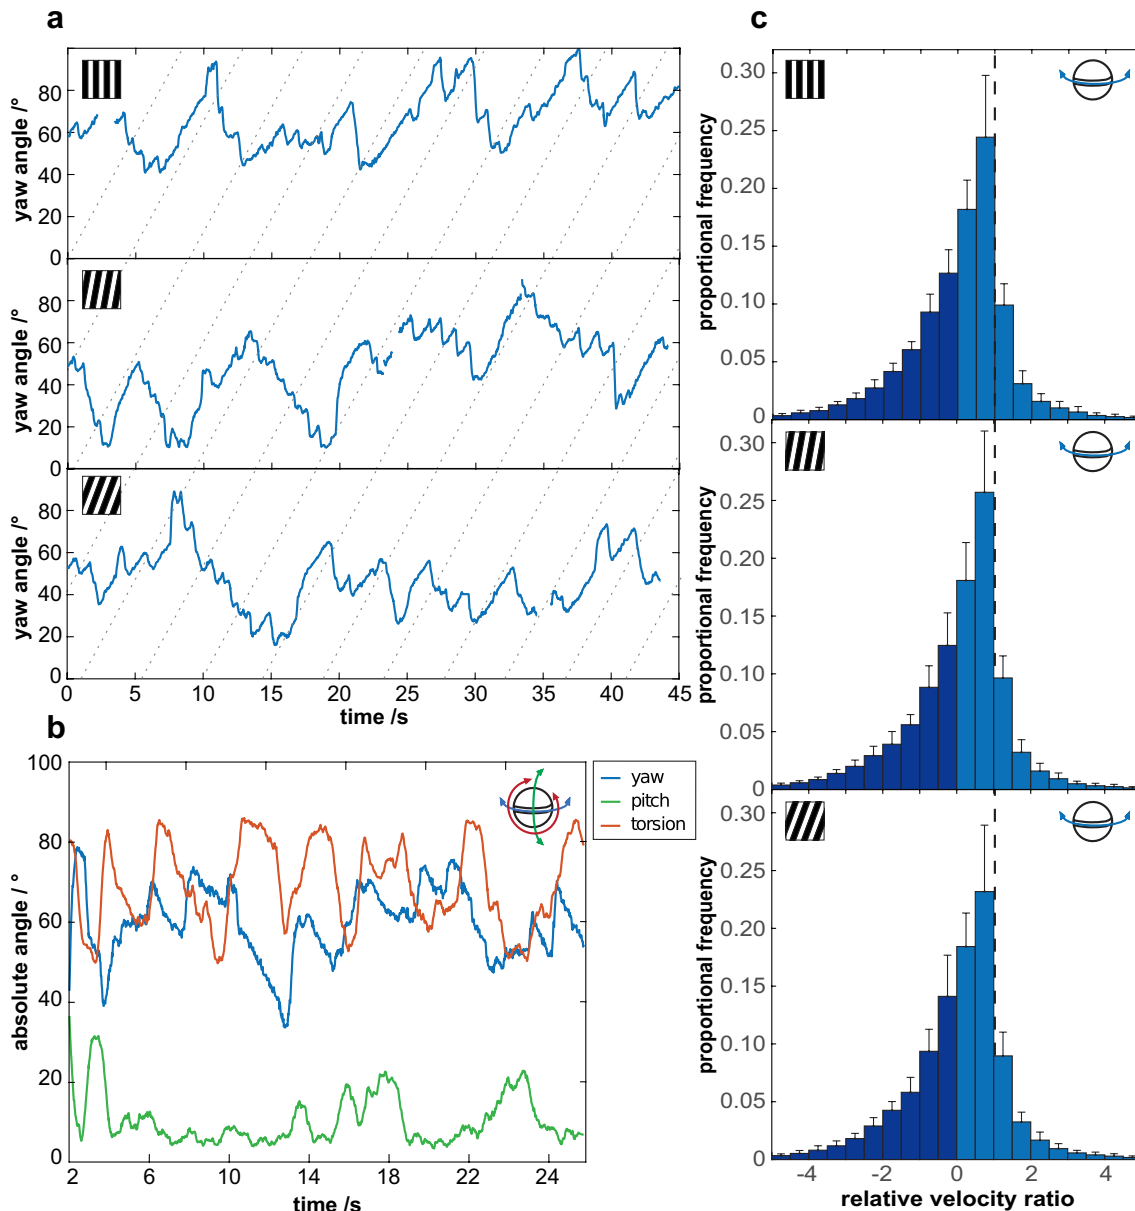 a
yaw angle /°
80
60
40
20
0
yaw angle /°
80
60
40
20
0
yaw angle /°
80
60
40
20
0
0 5 10 15 20 25 30 35 40 45
time /s
b
absolute angle / °
100
80
60
40
20
0
2 6 10 14 18 22 24
time /s
yaw
pitch
torsion
c
proportional frequency
0.30
0.25
0.20
0.15
0.10
0.05
0
proportional frequency
0.30
0.25
0.20
0.15
0.10
0.05
0
proportional frequency
0.30
0.25
0.20
0.15
0.10
0.05
0
-4 -2 0 2 4
relative velocity ratio